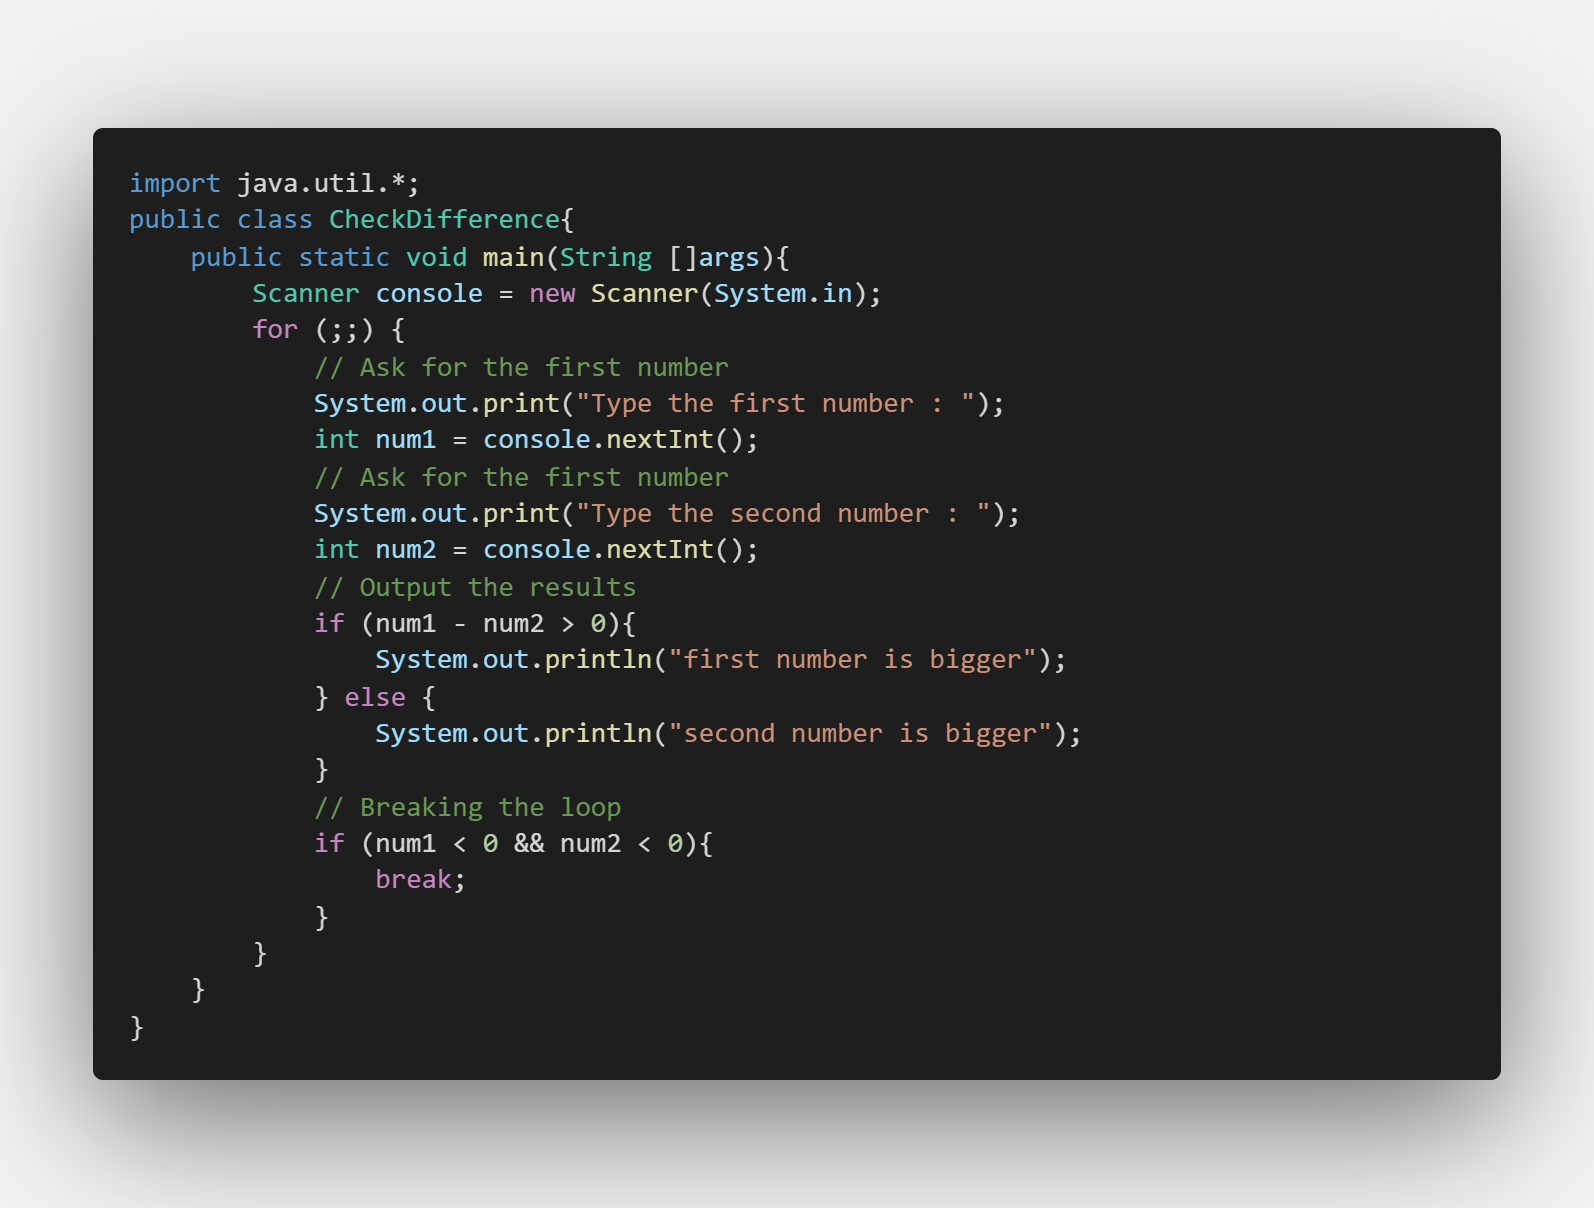 import java.util.*;
public class CheckDifference{
    public static void main(String []args){
        Scanner console = new Scanner(System.in);
        for (;;) {
            // Ask for the first number
            System.out.print("Type the first number : ");
            int num1 = console.nextInt();
            // Ask for the first number
            System.out.print("Type the second number : ");
            int num2 = console.nextInt();
            // Output the results
            if (num1 - num2 > 0){
                System.out.println("first number is bigger");
            } else {
                System.out.println("second number is bigger");
            }
            // Breaking the loop
            if (num1 < 0 && num2 < 0){
                break;
            }
        }
    }
}